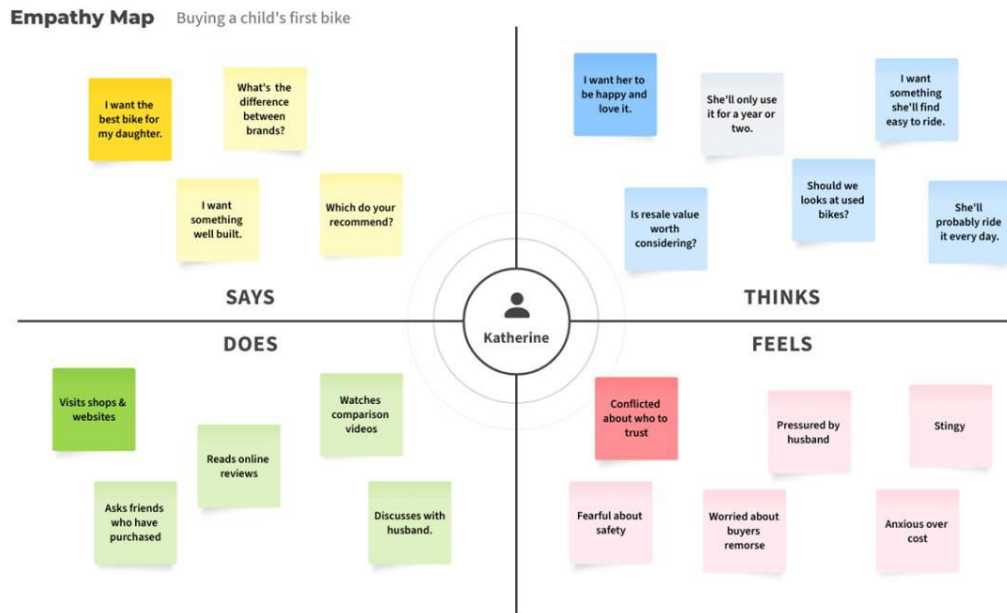 Empathy Map Buying a child's first bike
I want the
best bike for
my daughter.
What's the
difference
between
brands?
I want
something
well built.
Which do your
recommend?
SAYS
I want her to
be happy and
love it.
She'll only use
it for a year or
two.
I want
something
she'll find
easy to ride.
Is resale value
worth
considering?
Should we
looks at used
bikes?
She'll
probably ride
it every day.
THINKS
Katherine
DOES
Visits shops &
websites
Watches
comparison
videos
Reads online
reviews
Asks friends
who have
purchased
Discusses with
husband.
FEELS
Conflicted
about who to
trust
Pressured by
husband
Stingy
Fearful about
safety
Worried about
buyers
remorse
Anxious over
cost